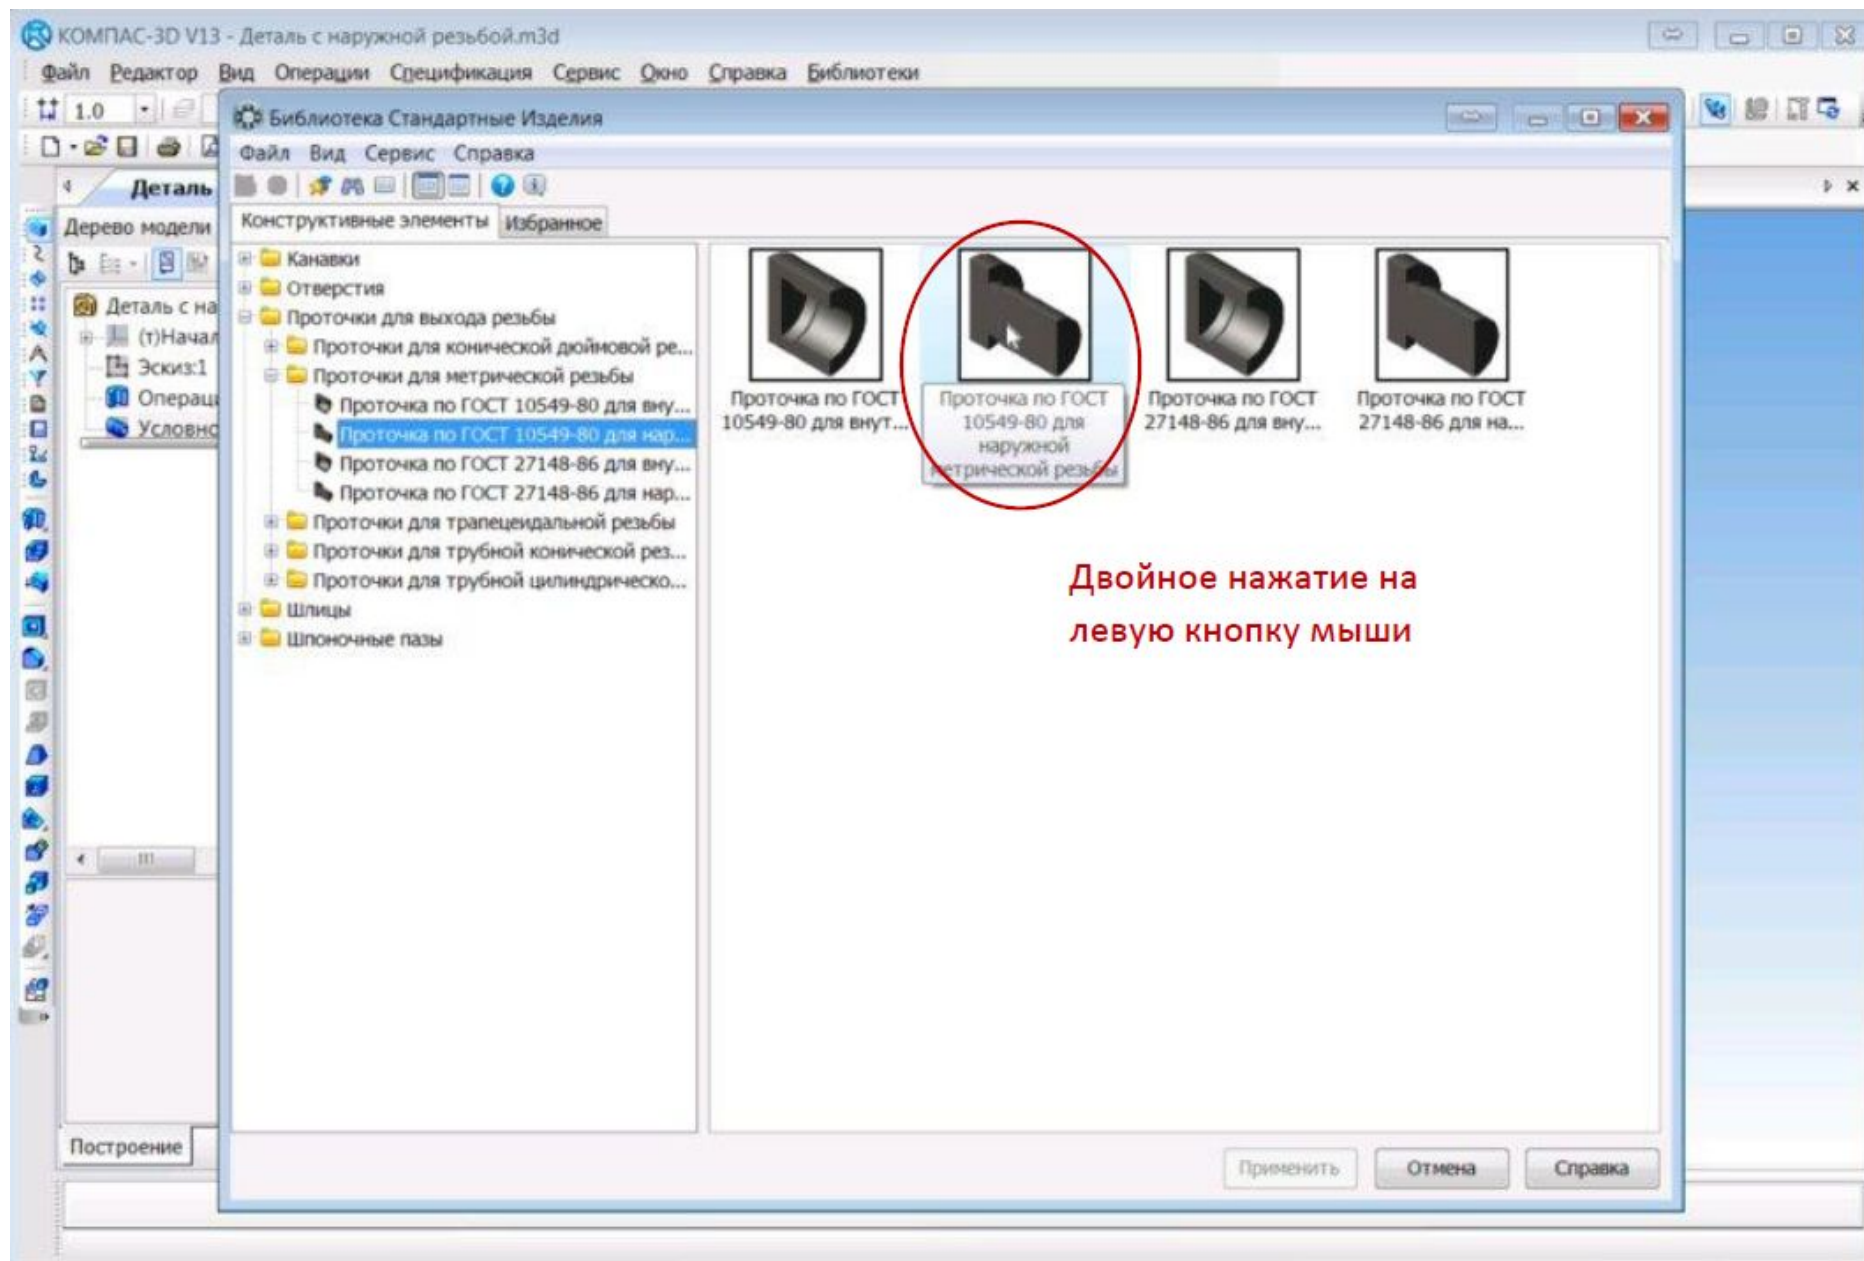 КОМПАС-3D V13 - Деталь с наружной резьбой.m3d
Файл Редактор Вид Операции Спецификация Сервис Окно Справка Библиотеки
1.0
Библиотека Стандартные Изделия
Файл Вид Сервис Справка
Деталь
Дерево модели
Деталь с на
(т)Начал
Эскиз:1
Операц
Условно
Построение
Конструктивные элементы Избранное
Канавки
Отверстия
Проточки для выхода резьбы
Проточки для конической дюймовой ре...
Проточки для метрической резьбы
Проточка по ГОСТ 10549-80 для вну...
Проточка по ГОСТ 10549-80 для нар...
Проточка по ГОСТ 27148-86 для вну...
Проточка по ГОСТ 27148-86 для нар...
Проточки для трапецеидальной резьбы
Проточки для трубной конической рез...
Проточки для трубной цилиндрическо...
Шлицы
Шпоночные пазы
Проточка по ГОСТ
10549-80 для внут...
Проточка по ГОСТ
10549-80 для
наружной
метрической резьбы
Проточка по ГОСТ
27148-86 для вну...
Проточка по ГОСТ
27148-86 для на...
Двойное нажатие на
левую кнопку мыши
Применить Отмена Справка